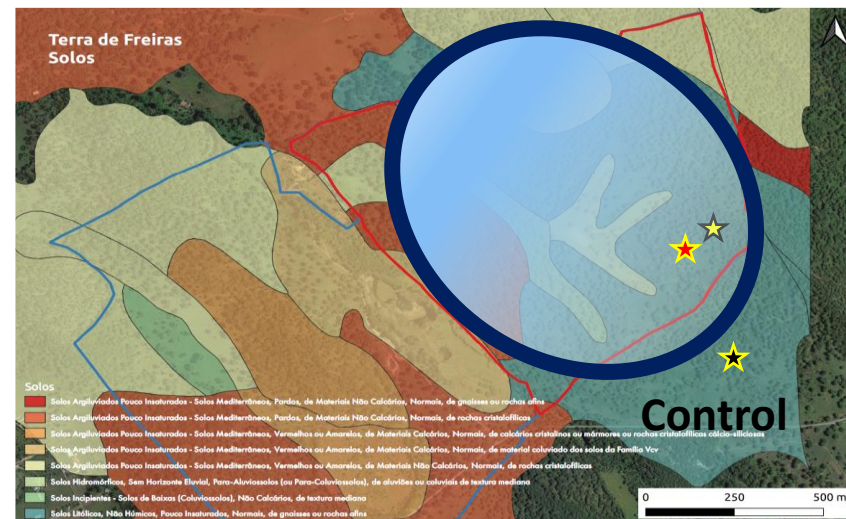 Terra de Freiras
Solos
Control
Solos
Solos Argiluviados Pouco Insaturados - Solos Mediterrâneos, Pardos, de Materiais Não Calcários, Normais, de gnaisses ou rochas afins
Solos Argiluviados Pouco Insaturados - Solos Mediterrâneos, Pardos, de Materiais Não Calcários, Normais, de rochas cristalofílicas
Solos Argiluviados Pouco Insaturados - Solos Mediterrâneos, Vermelhos ou Amarelos, de Materiais Calcários, Normais, de calcários cristalinos ou mármores ou rochas cristalofílicas cálcio-siliciosas
Solos Argiluviados Pouco Insaturados - Solos Mediterrâneos, Vermelhos ou Amarelos, de Materiais Calcários, Normais, de material coluviado dos solos da Família Vcv
Solos Argiluviados Pouco Insaturados - Solos Mediterrâneos, Vermelhos ou Amarelos, de Materiais Não Calcários, Normais, de rochas cristalofílicas
Solos Hidromórficos, Sem Horizonte Eluvial, Para-Aluviossolos (ou Para-Coluviossolos), de aluviões ou coluviais de textura mediana
Solos Incipientes - Solos de Baixas (Coluviossolos), Não Calcários, de textura mediana
Solos Litólicos, Não Húmicos, Pouco Insaturados, Normais, de gnaisses ou rochas afins
0 250 500 m